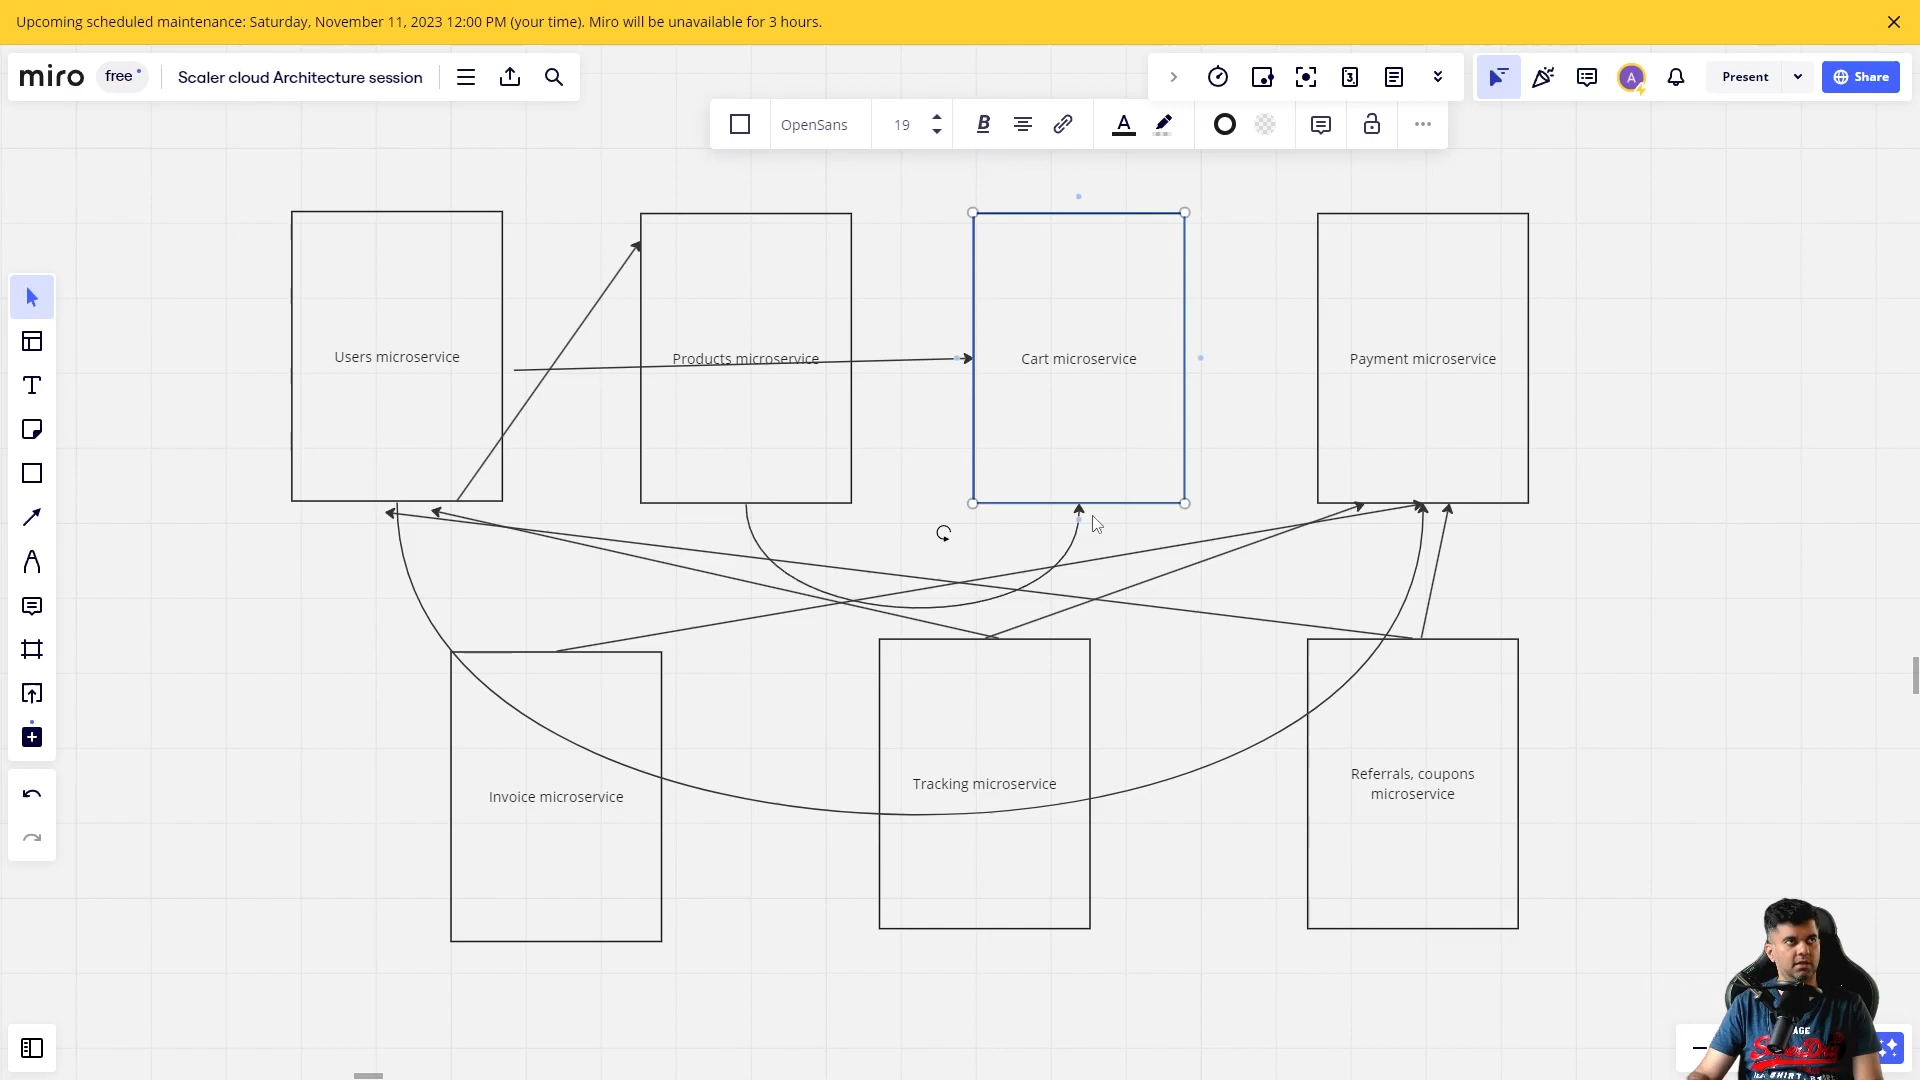 Upcoming scheduled maintenance: Saturday, November 11, 2023 12:00 PM (your time). Miro will be unavailable for 3 hours.
miro free Scaler cloud Architecture session
3
A
Present
Share
OpenSans 19 B A
Users microservice
Products microservice
Cart microservice
Payment microservice
Invoice microservice
Tracking microservice
Referrals, coupons
microservice